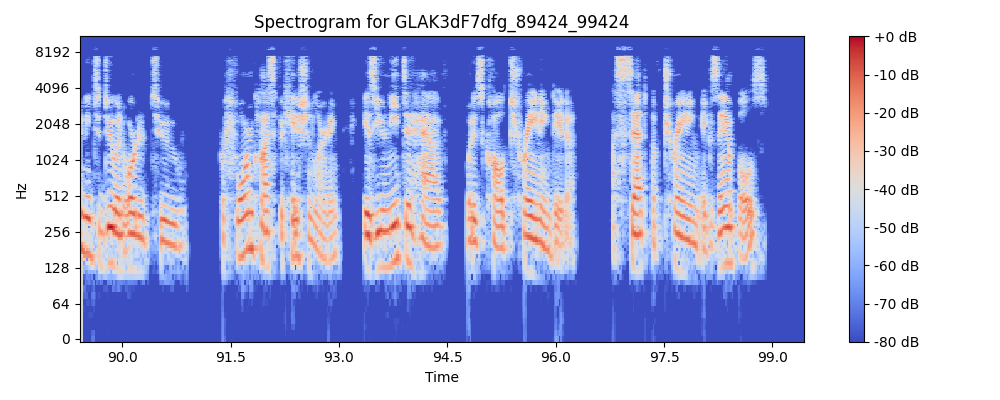 Spectrogram for GLAK3dF7dfg_89424_99424
8192
4096
2048
1024
512
256
128
64
0
Hz
90.0 91.5 93.0 94.5 96.0 97.5 99.0
Time
+0 dB
-10 dB
-20 dB
-30 dB
-40 dB
-50 dB
-60 dB
-70 dB
-80 dB